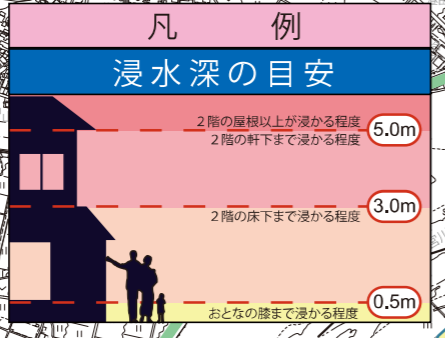 凡 例
浸水深の目安
2階の屋根以上が浸かる程度
5.0m
2階の軒下まで浸かる程度
3.0m
2階の床下まで浸かる程度
0.5m
おとなの膝まで浸かる程度